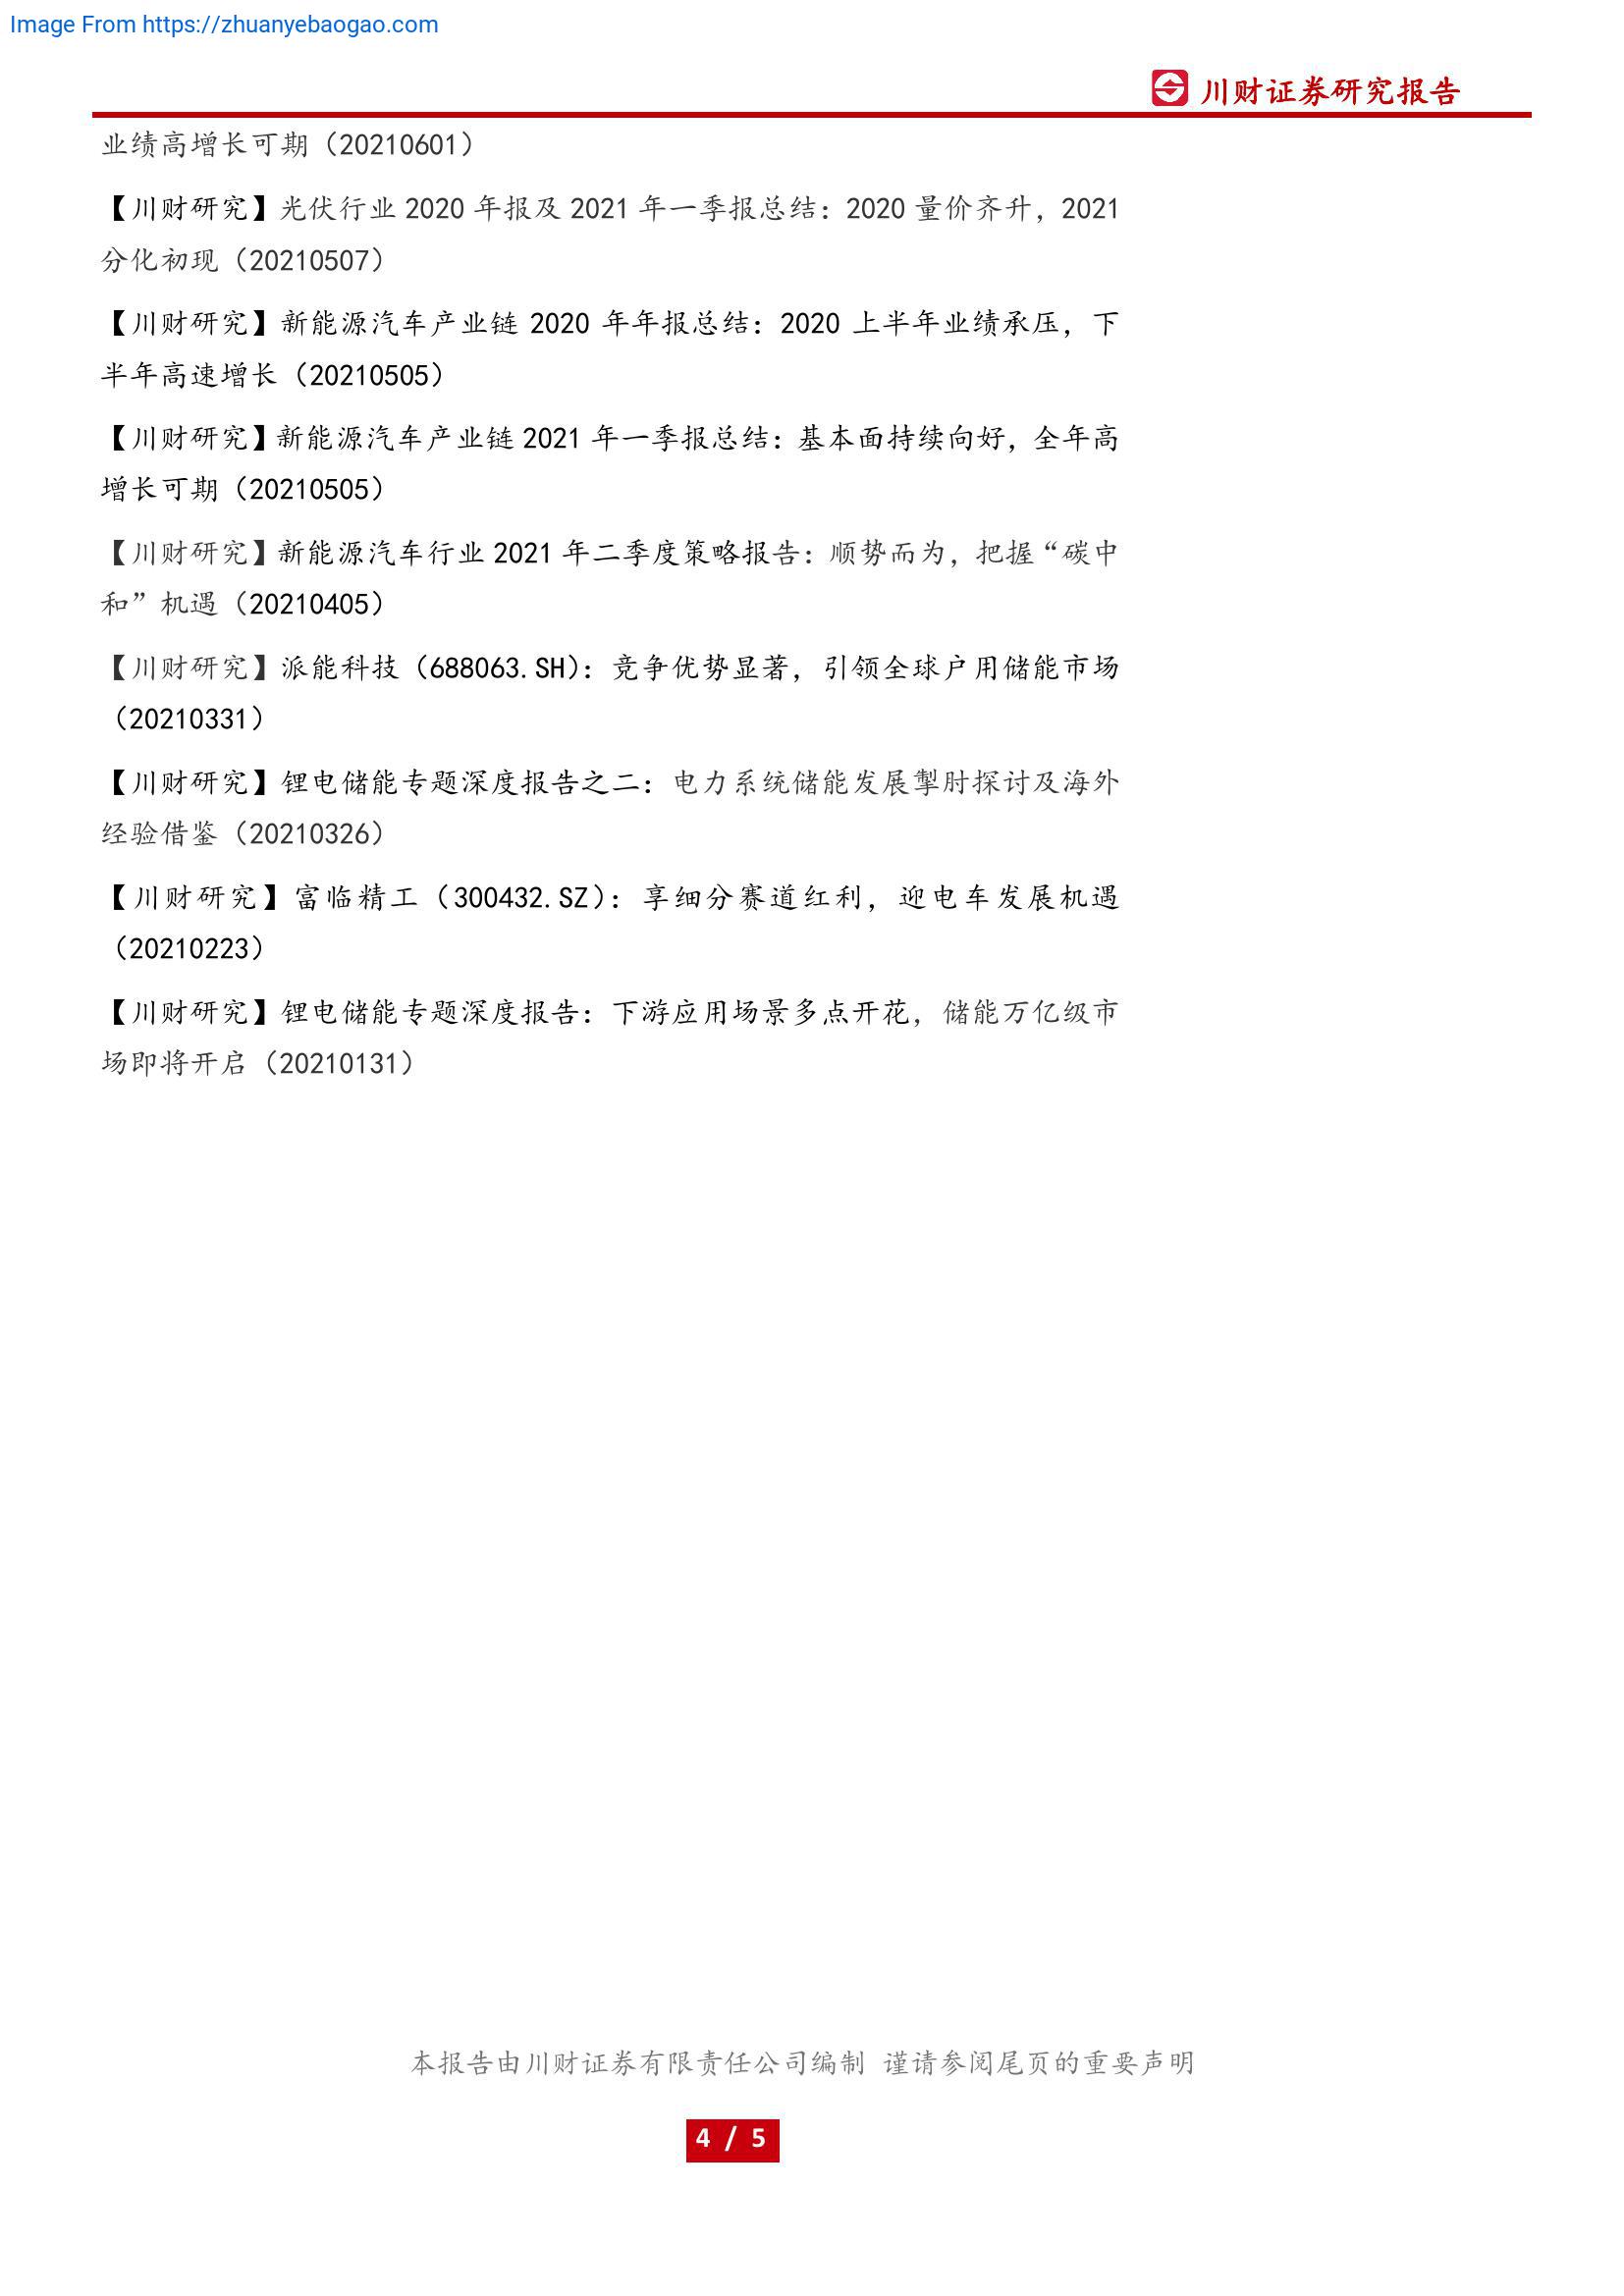 Image From https://zhuanyebaogao.com
川财证券研究报告
业绩高增长可期（20210601）
【川财研究】光伏行业 2020 年报及 2021 年一季报总结：2020 量价齐升，2021
分化初现（20210507）
【川财研究】新能源汽车产业链 2020 年年报总结：2020 上半年业绩承压，下
半年高速增长（20210505）
【川财研究】新能源汽车产业链 2021 年一季报总结：基本面持续向好，全年高
增长可期（20210505）
【川财研究】新能源汽车行业 2021 年二季度策略报告：顺势而为，把握“碳中
和”机遇（20210405）
【川财研究】派能科技（688063.SH）：竞争优势显著，引领全球户用储能市场
（20210331）
【川财研究】锂电储能专题深度报告之二：电力系统储能发展掣肘探讨及海外
经验借鉴（20210326）
【川财研究】富临精工（300432.SZ）：享细分赛道红利，迎电车发展机遇
（20210223）
【川财研究】锂电储能专题深度报告：下游应用场景多点开花，储能万亿级市
场即将开启（20210131）
本报告由川财证券有限责任公司编制 谨请参阅尾页的重要声明
4 / 5